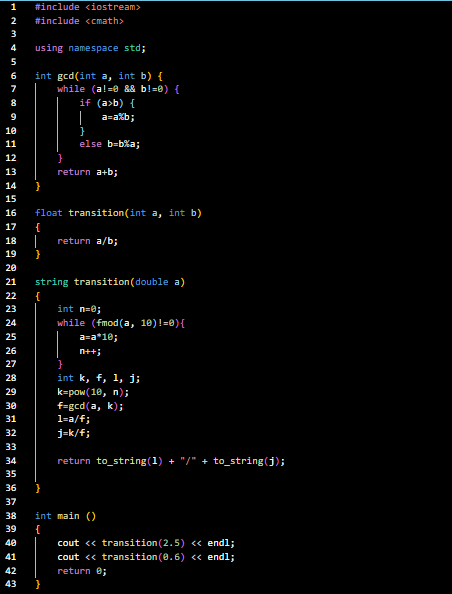 1 #include <iostream>
2 #include <cmath>
3
4 using namespace std;
5
6 int gcd(int a, int b) {
7 while (a!=0 && b!=0) {
8 if (a>b) {
9 a=a%b;
10 }
11 else b=b%a;
12 }
13 return a+b;
14 }
15
16 float transition(int a, int b)
17 {
18 return a/b;
19 }
20
21 string transition(double a)
22 {
23 int n=0;
24 while (fmod(a, 10)!=0){
25 a=a*10;
26 n++;
27 }
28 int k, f, l, j;
29 k=pow(10, n);
30 f=gcd(a, k);
31 l=a/f;
32 j=k/f;
33
34 return to_string(l) + "/" + to_string(j);
35
36 }
37
38 int main ()
39 {
40 cout << transition(2.5) << endl;
41 cout << transition(0.6) << endl;
42 return 0;
43 }